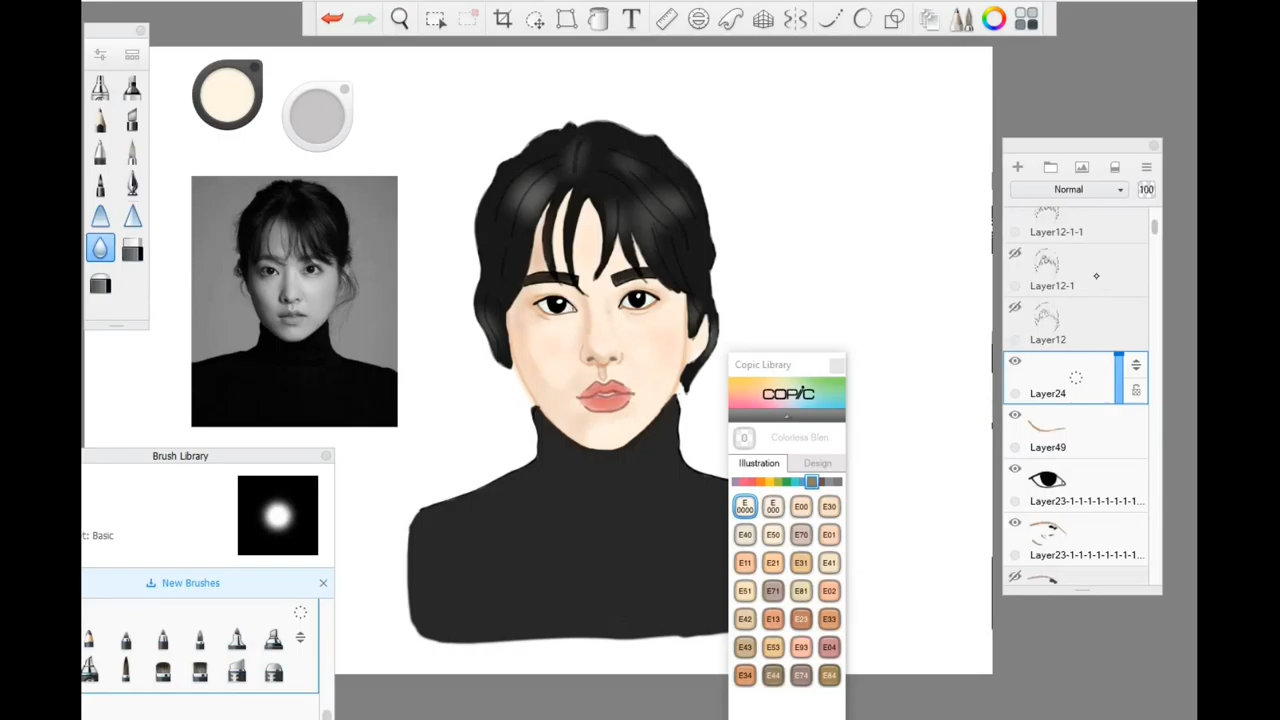 T
Normal
100
Layer12-1-1
Layer12-1
Layer12
Layer24
Layer49
Layer23-1-1-1-1-1-1-1...
Layer23-1-1-1-1-1-1-1...
Copic Library
COPIC
0 Colorless Blen
Illustration Design
E0000 E000 E00 E30
E40 E50 E70 E01
E11 E21 E31 E41
E51 E71 E81 E02
E42 E13 E23 E33
E43 E53 E93 E04
E34 E44 E74 E84
Brush Library
t: Basic
New Brushes